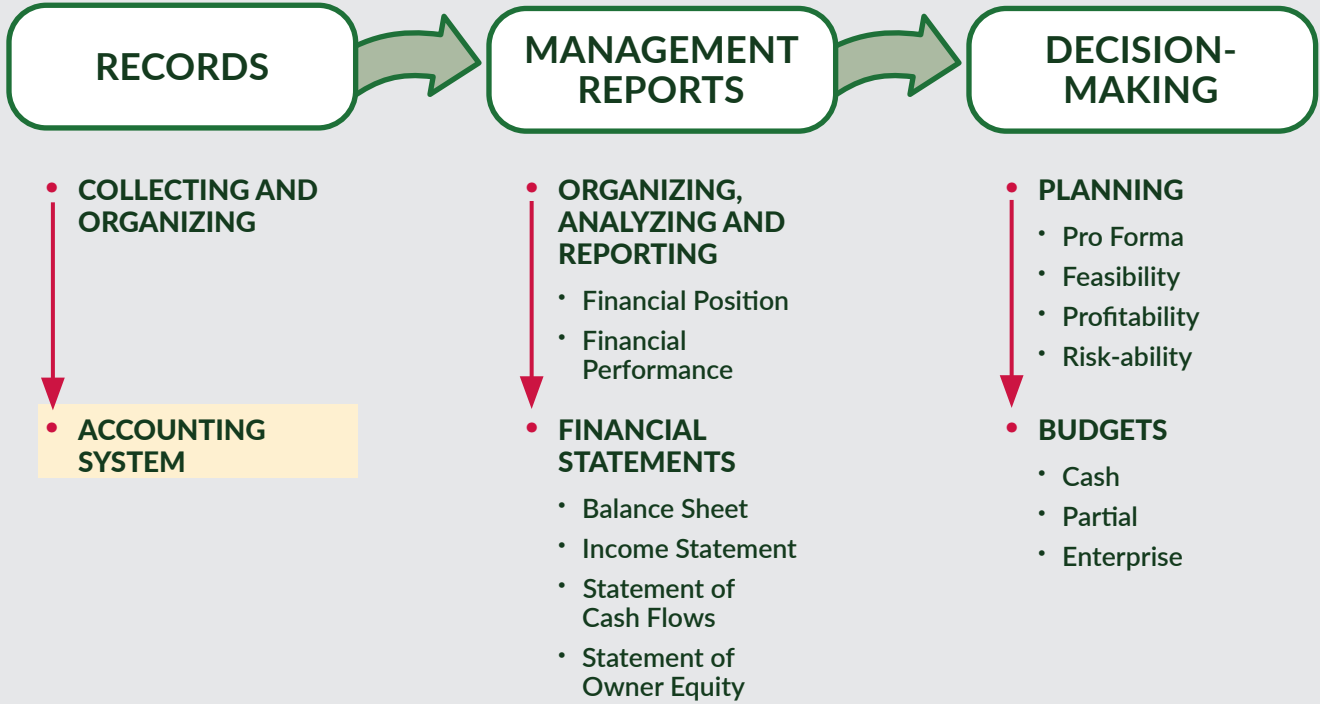 RECORDS
COLLECTING AND
ORGANIZING
ACCOUNTING
SYSTEM
MANAGEMENT
REPORTS
ORGANIZING,
ANALYZING AND
REPORTING
Financial Position
Financial
Performance
FINANCIAL
STATEMENTS
Balance Sheet
Income Statement
Statement of
Cash Flows
Statement of
Owner Equity
DECISION-
MAKING
PLANNING
Pro Forma
Feasibility
Profitability
Risk-ability
BUDGETS
Cash
Partial
Enterprise